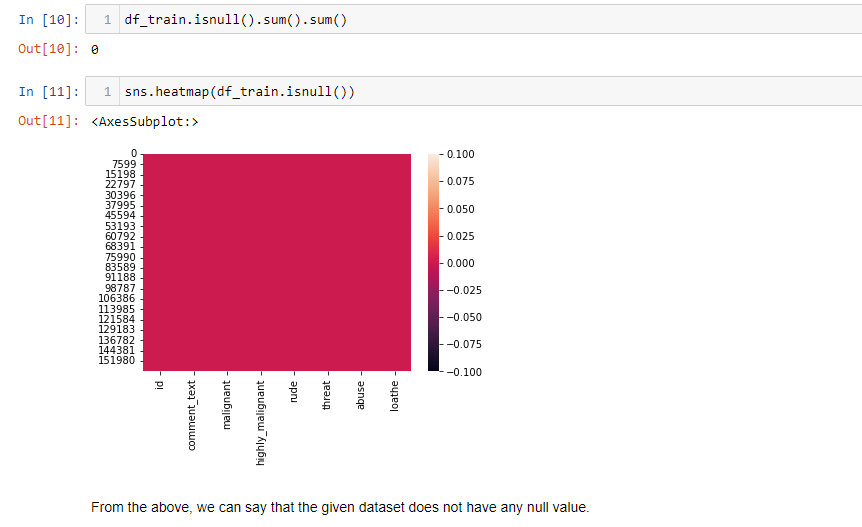 In [10]: 1 df_train.isnull().sum().sum()
Out[10]: 0
In [11]: 1 sns.heatmap(df_train.isnull())
Out[11]: <AxesSubplot:>
0
7599
15198
22797
30396
37995
45594
53193
60792
68391
75990
83589
91188
98787
106386
113985
121584
129183
136782
144381
151980
id
comment_text
malignant
highly_malignant
rude
threat
abuse
loathe
0.100
0.075
0.050
0.025
0.000
−0.025
−0.050
−0.075
−0.100
From the above, we can say that the given dataset does not have any null value.